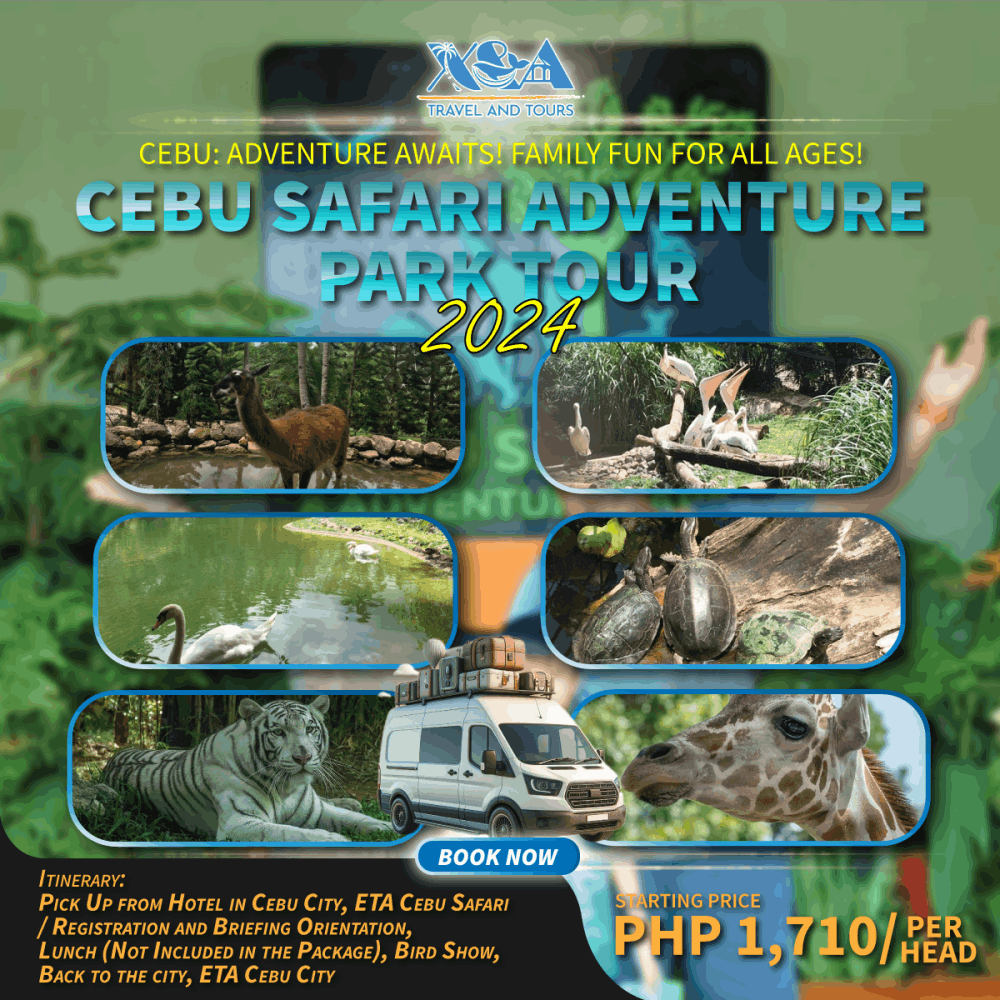 X&A
TRAVEL AND TOURS
CEBU: ADVENTURE AWAITS! FAMILY FUN FOR ALL AGES!
CEBU SAFARI ADVENTURE
PARK TOUR
2024
S
ADVENTU
BOOK NOW
ITINERARY:
PICK UP FROM HOTEL IN CEBU CITY, ETA CEBU SAFARI
/ REGISTRATION AND BRIEFING ORIENTATION,
LUNCH (NOT INCLUDED IN THE PACKAGE), BIRD SHOW,
BACK TO THE CITY, ETA CEBU CITY
STARTING PRICE
PHP 1,710/PER HEAD